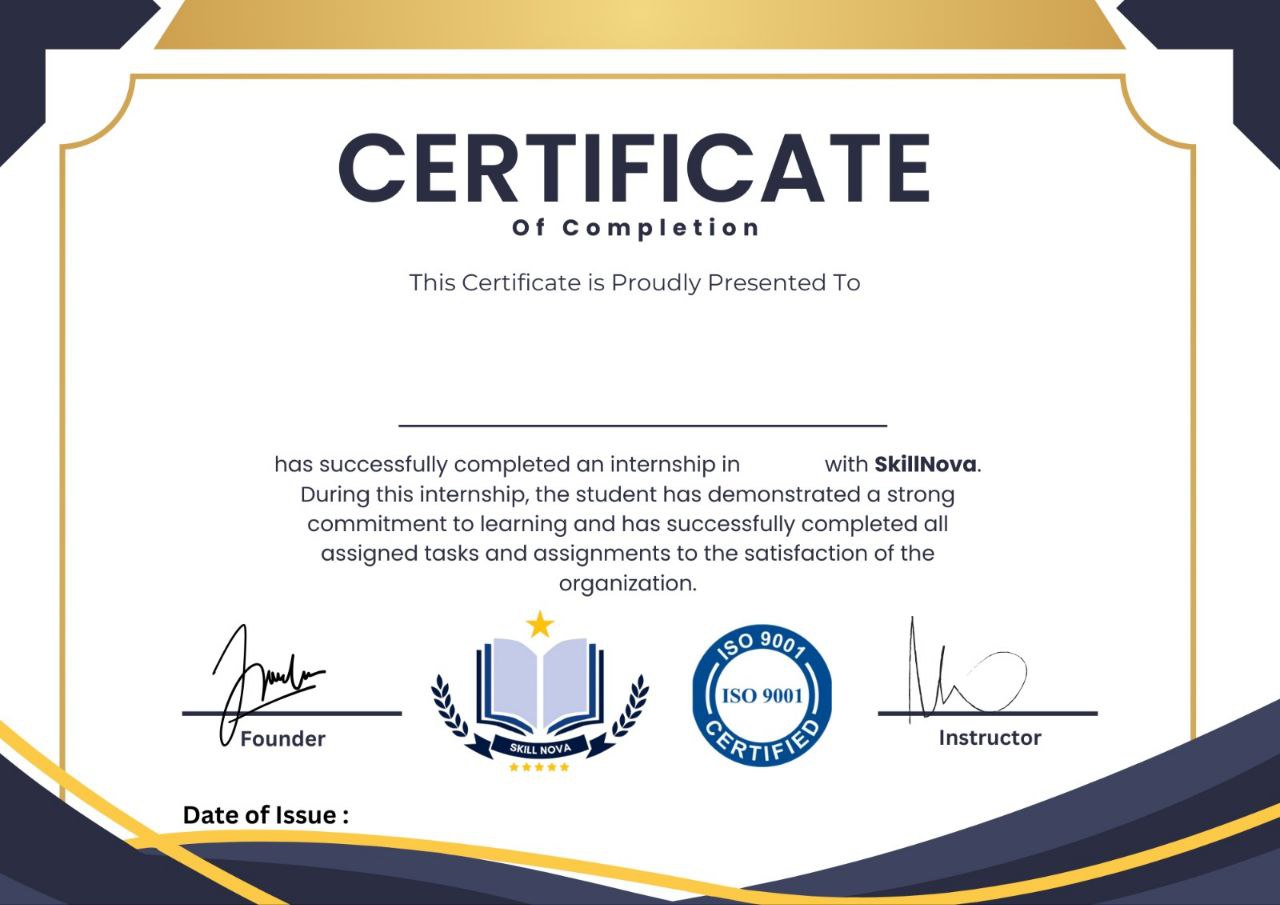 CERTIFICATE
Of Completion
This Certificate is Proudly Presented To
has successfully completed an internship in with SkillNova.
During this internship, the student has demonstrated a strong
commitment to learning and has successfully completed all
assigned tasks and assignments to the satisfaction of the
organization.
Founder
SKILL NOVA
ISO 9001
ISO 9001
CERTIFIED
Instructor
Date of Issue :